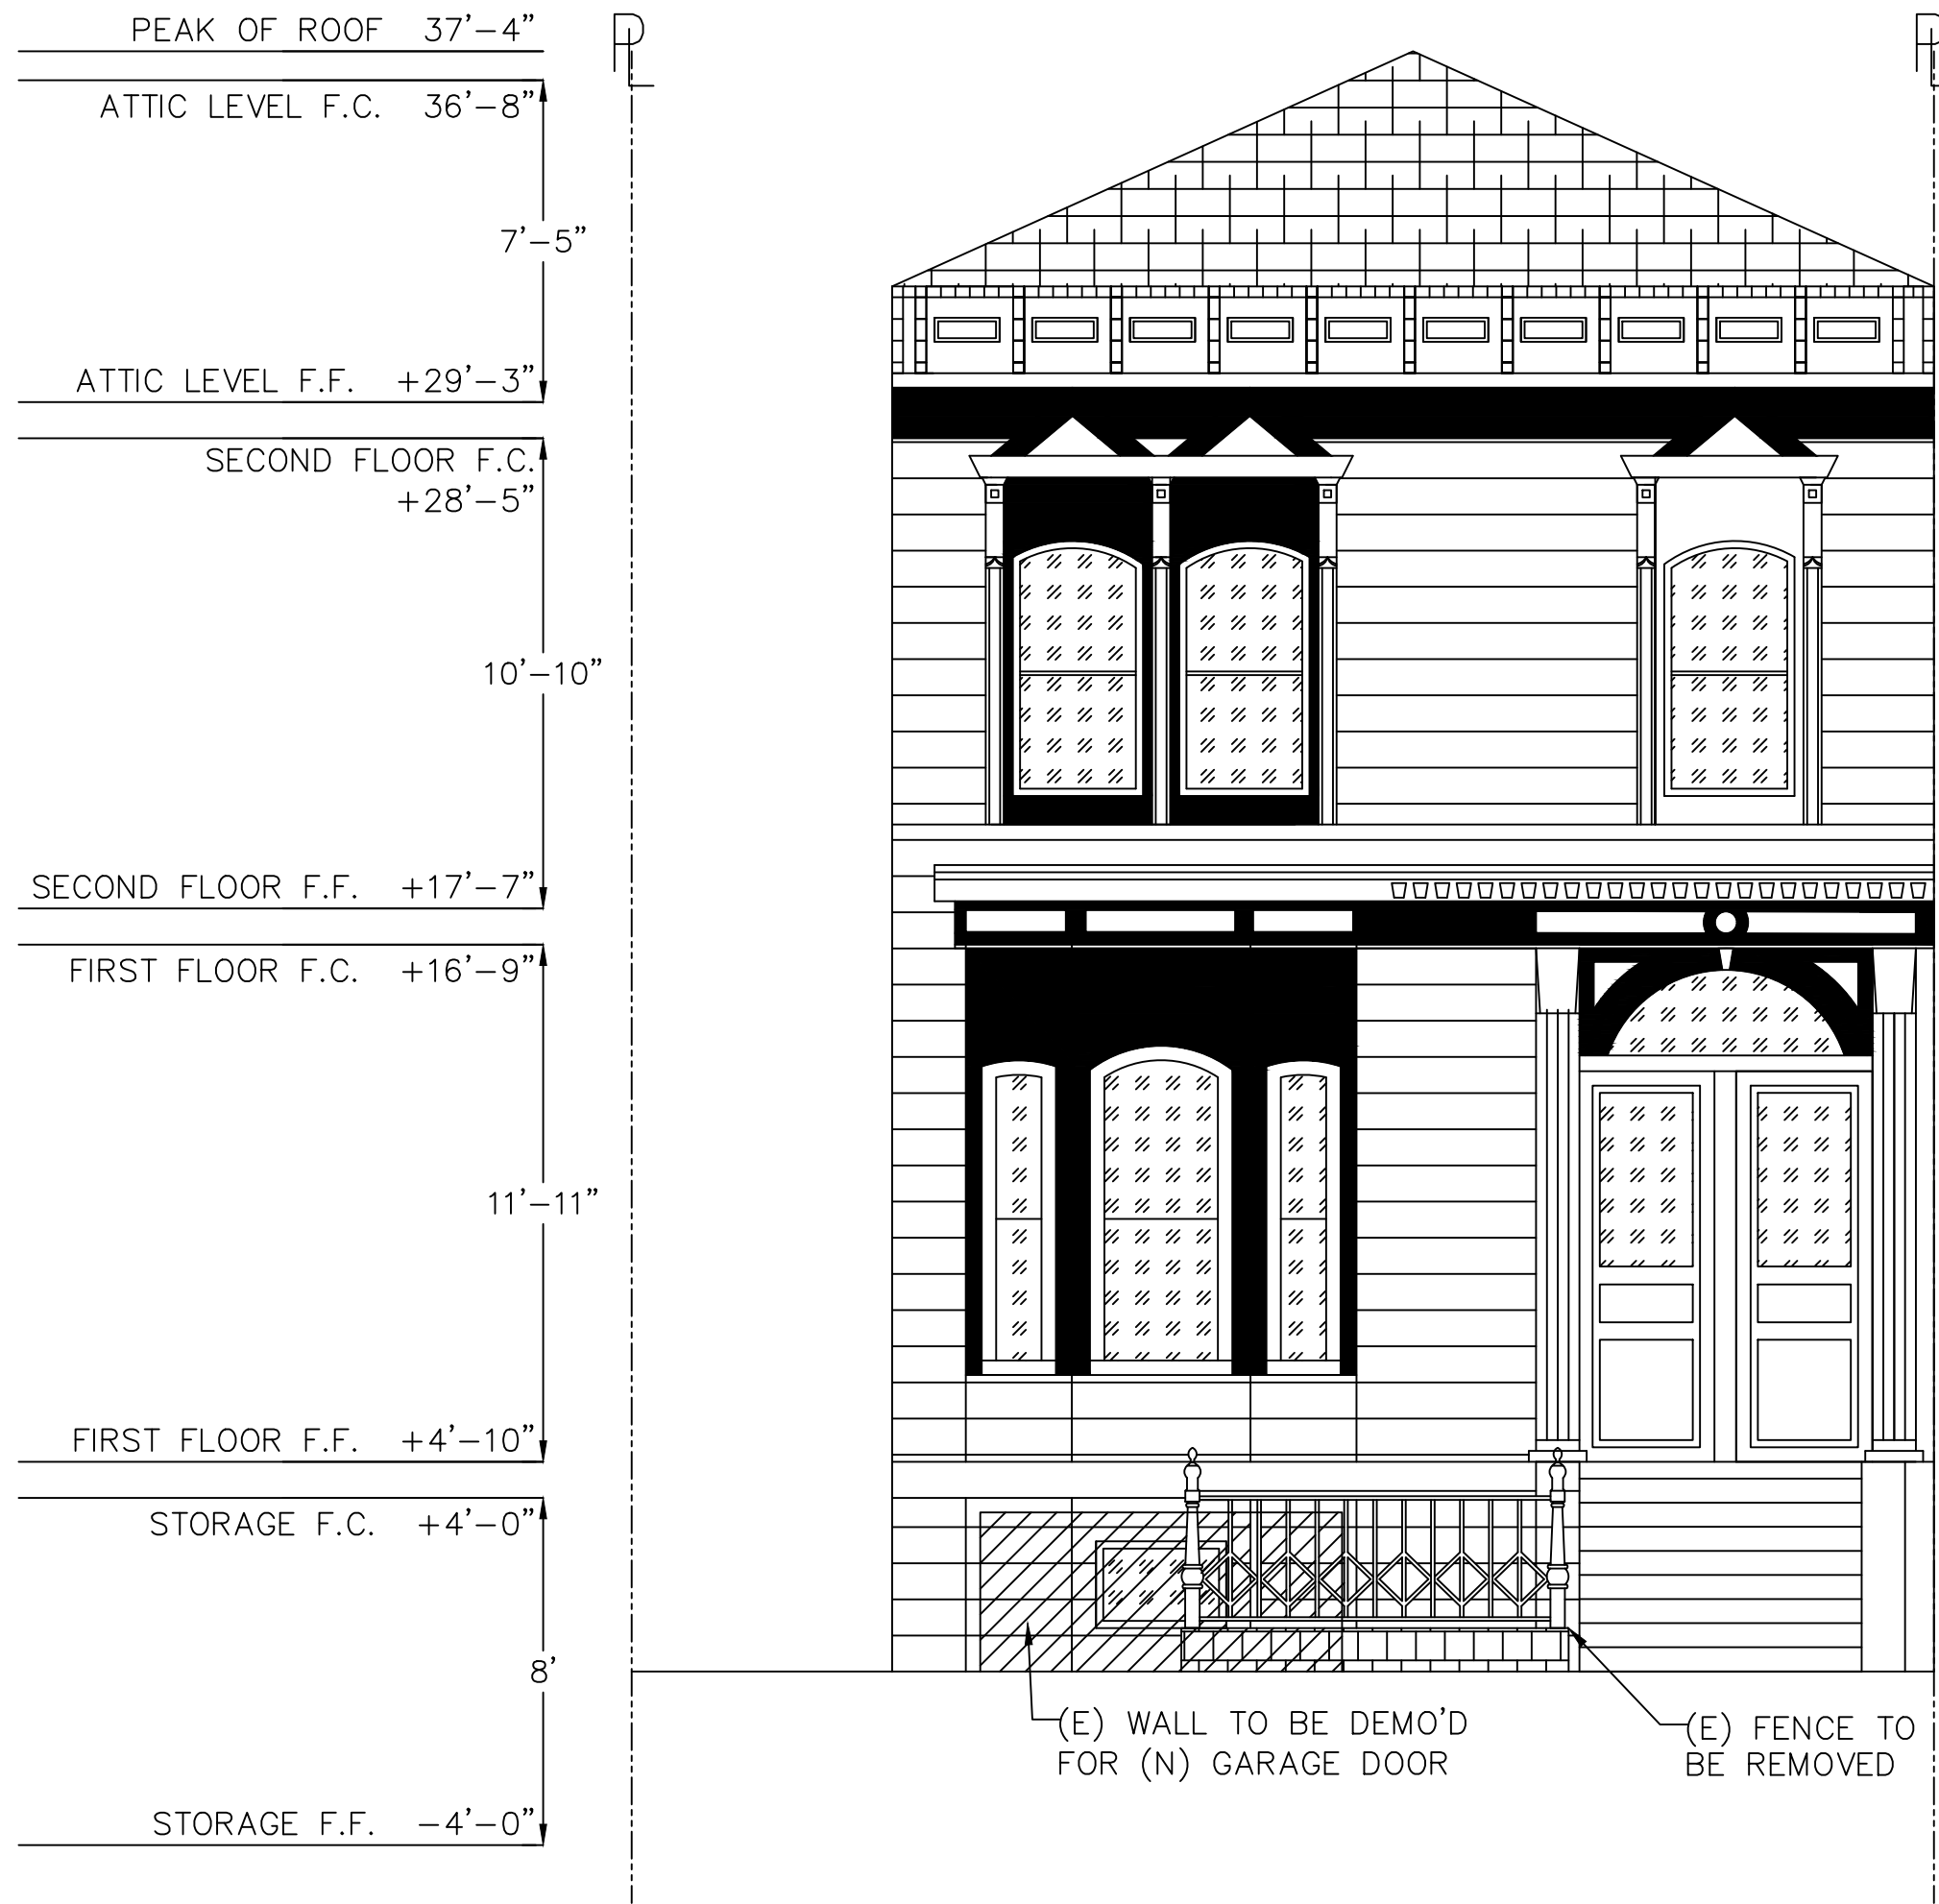 PEAK OF ROOF 37'-4"
PL
PL
ATTIC LEVEL F.C. 36'-8"
7'-5"
ATTIC LEVEL F.F. +29'-3"
SECOND FLOOR F.C.
+28'-5"
10'-10"
SECOND FLOOR F.F. +17'-7"
FIRST FLOOR F.C. +16'-9"
11'-11"
FIRST FLOOR F.F. +4'-10"
STORAGE F.C. +4'-0"
8'
(E) WALL TO BE DEMO'D
FOR (N) GARAGE DOOR
(E) FENCE TO
BE REMOVED
STORAGE F.F. -4'-0"